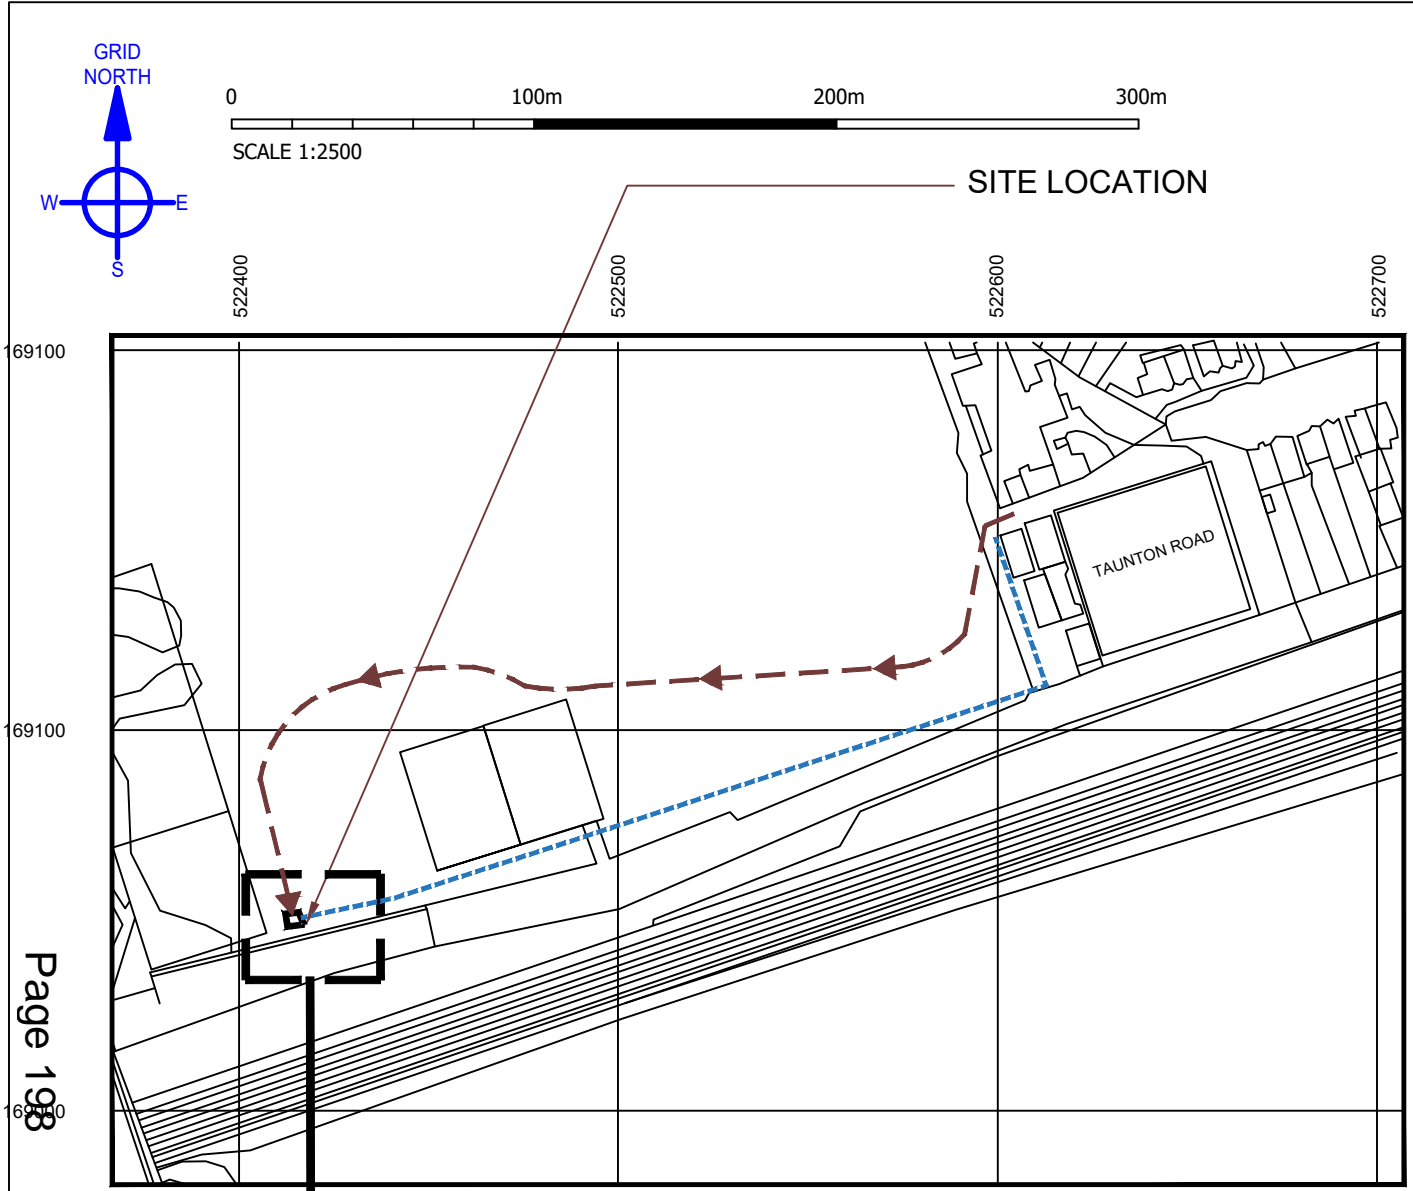 GRID
NORTH
W
E
S
0 100m 200m 300m
SCALE 1:2500
SITE LOCATION
522400
522500
522600
522700
169100
TAUNTON ROAD
169100
169000
Page 198